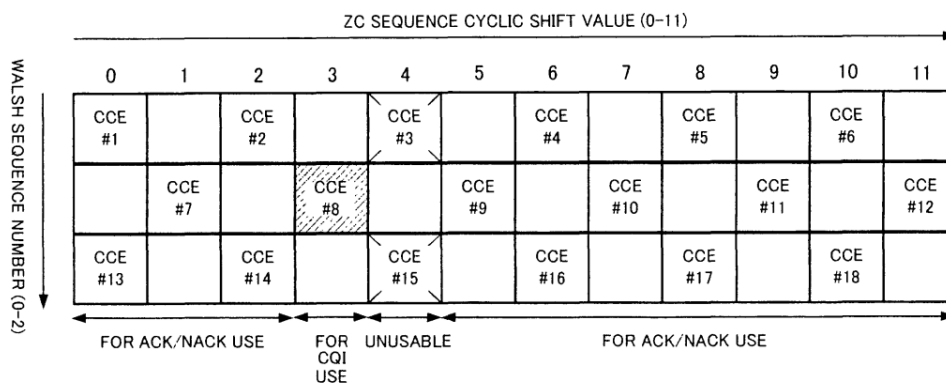 ZC SEQUENCE CYCLIC SHIFT VALUE (0-11)
WALSH SEQUENCE NUMBER (0-2)
0 1 2 3 4 5 6 7 8 9 10 11
CCE CCE CCE CCE CCE CCE
#1 #2 #3 #4 #5 #6
CCE CCE CCE CCE CCE CCE
#7 #8 #9 #10 #11 #12
CCE CCE CCE CCE CCE CCE
#13 #14 #15 #16 #17 #18
FOR ACK/NACK USE FOR UNUSABLE FOR ACK/NACK USE
CQI
USE